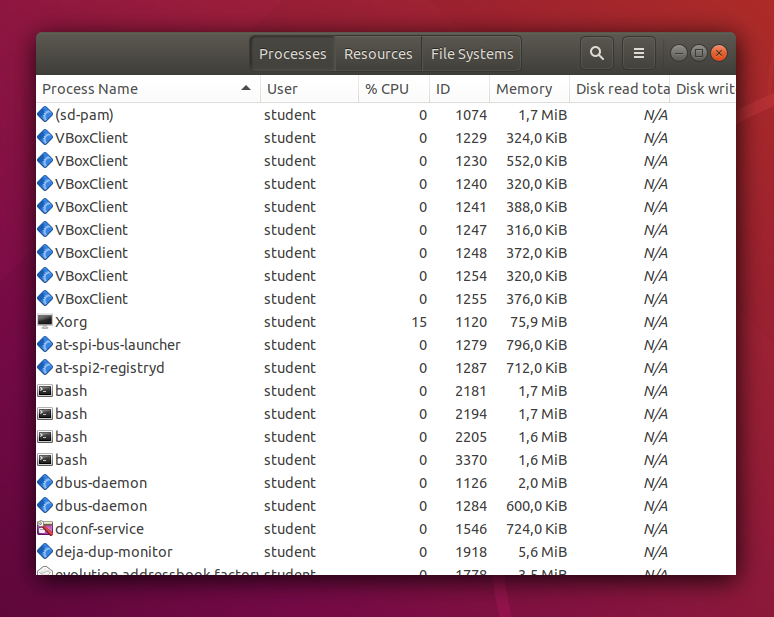 Processes Resources File Systems
Process Name User % CPU ID Memory Disk read tota Disk writ
(sd-pam) student 0 1074 1,7 MiB N/A
VBoxClient student 0 1229 324,0 KiB N/A
VBoxClient student 0 1230 552,0 KiB N/A
VBoxClient student 0 1240 320,0 KiB N/A
VBoxClient student 0 1241 388,0 KiB N/A
VBoxClient student 0 1247 316,0 KiB N/A
VBoxClient student 0 1248 372,0 KiB N/A
VBoxClient student 0 1254 320,0 KiB N/A
VBoxClient student 0 1255 376,0 KiB N/A
Xorg student 15 1120 75,9 MiB N/A
at-spi-bus-launcher student 0 1279 796,0 KiB N/A
at-spi2-registryd student 0 1287 712,0 KiB N/A
bash student 0 2181 1,7 MiB N/A
bash student 0 2194 1,7 MiB N/A
bash student 0 2205 1,6 MiB N/A
bash student 0 3370 1,6 MiB N/A
dbus-daemon student 0 1126 2,0 MiB N/A
dbus-daemon student 0 1284 600,0 KiB N/A
dconf-service student 0 1546 724,0 KiB N/A
deja-dup-monitor student 0 1918 5,6 MiB N/A
evolution-addressbook-factory student 0 1778 3,5 MiB N/A